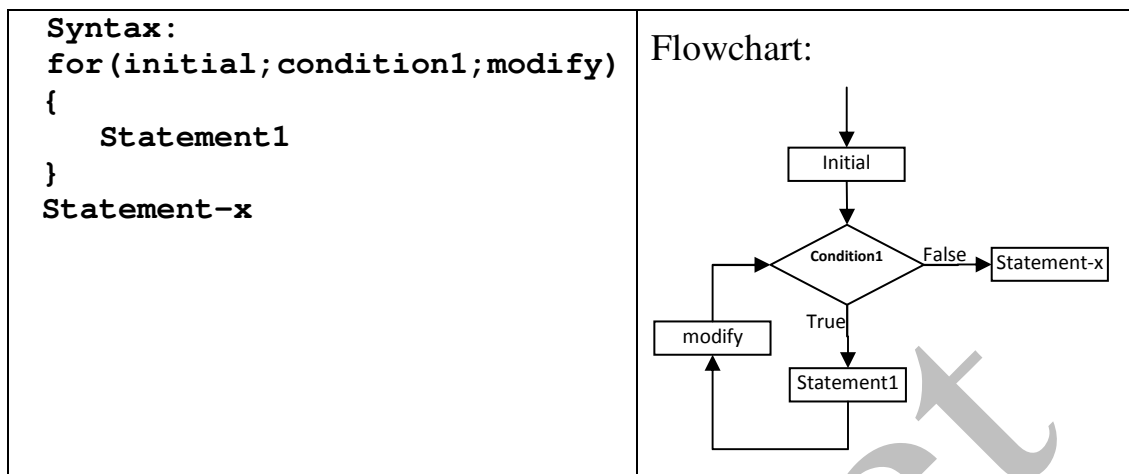 Syntax:
for(initial;condition1;modify)
{
Statement1
}
Statement-x
Flowchart:
Initial
Condition1
False
Statement-x
True
modify
Statement1